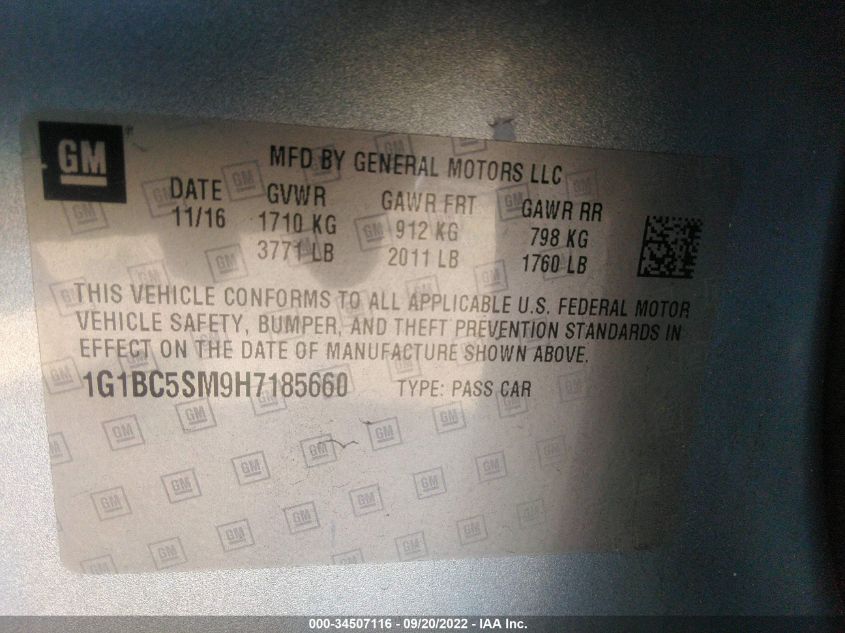 GM
MFD BY GENERAL MOTORS LLC
DATE GVWR GAWR FRT GAWR RR
11/16 1710 KG 912 KG 798 KG
3771 LB 2011 LB 1760 LB
THIS VEHICLE CONFORMS TO ALL APPLICABLE U.S. FEDERAL MOTOR
VEHICLE SAFETY, BUMPER, AND THEFT PREVENTION STANDARDS IN
EFFECT ON THE DATE OF MANUFACTURE SHOWN ABOVE.
1G1BC5SM9H7185660 TYPE: PASS CAR
000-34507116 - 09/20/2022 - IAA Inc.